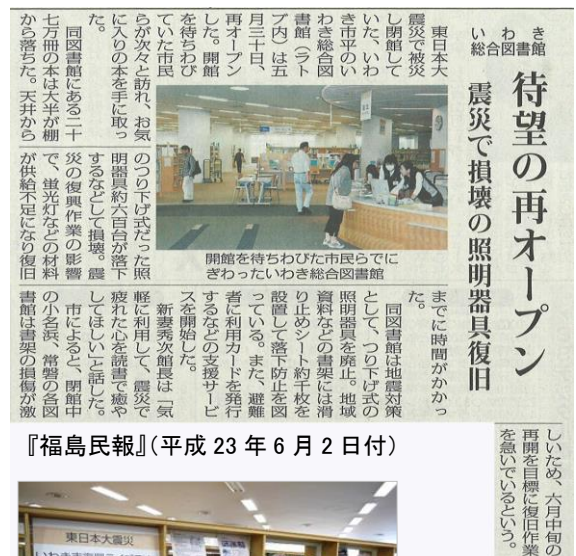 いわき
総合図書館
待望の再オープン
震災で損壊の照明器具復旧
東日本大
震災で被災
し閉館して
いた、いわ
き市平のい
わき総合図
書館（ラト
ブ内）は五
月三十日、
再オープン
した。開館
を待ちわび
ていた市民
らが次々と訪れ、お気
に入りの本を手に取っ
た。
同図書館にある二十
七万冊の本は大半が棚
から落ちた。天井から
のつり下げ式だった照
明器具約六百台が落下
するなどして損壊。震
災の復興作業の影響
で、蛍光灯などの材料
が供給不足になり復旧
までに時間がかかっ
た。
同図書館は地震対策
として、つり下げ式の
照明器具を廃止。地域
資料などの書架には滑
り止めシート約千枚を
設置して落下防止を図
っている。また、避難
者に利用カードを発行
するなどの支援サービ
スを開始した。
新妻秀次館長は「気
軽に利用して、震災で
疲れた心を読書で癒や
してほしい」と話した。
市によると、閉館中
の小名浜、常磐の各図
書館は書架の損傷が激
しいため、六月中旬の
再開を目標に復旧作業
を急いでいるという。
開館を待ちわびた市民らでに
ぎわったいわき総合図書館
『福島民報』（平成 23 年 6 月 2 日付）
東日本大震災